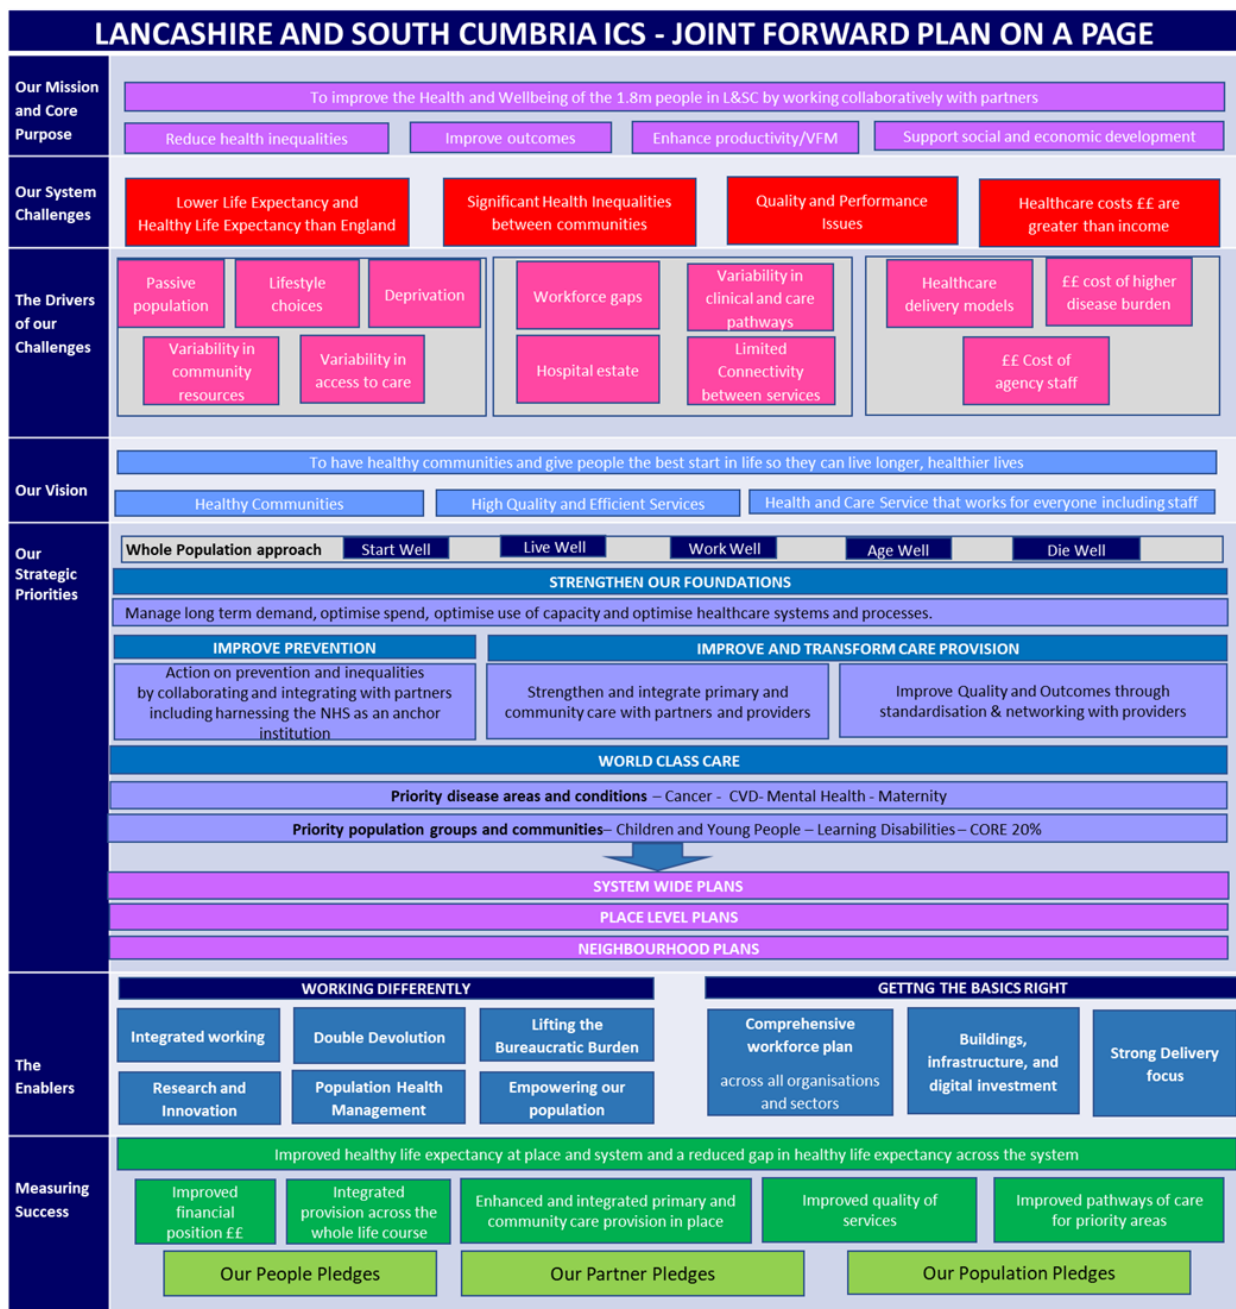 LANCASHIRE AND SOUTH CUMBRIA ICS - JOINT FORWARD PLAN ON A PAGE
Our Mission
and Core
Purpose
To improve the Health and Wellbeing of the 1.8m people in L&SC by working collaboratively with partners
Reduce health inequalities
Improve outcomes
Enhance productivity/VFM
Support social and economic development
Our System
Challenges
Lower Life Expectancy and
Healthy Life Expectancy than England
Significant Health Inequalities
between communities
Quality and Performance
Issues
Healthcare costs ££ are
greater than income
The Drivers
of our
Challenges
Passive
population
Lifestyle
choices
Deprivation
Variability in
community
resources
Variability in
access to care
Workforce gaps
Variability in
clinical and care
pathways
Hospital estate
Limited
Connectivity
between services
Healthcare
delivery models
££ cost of higher
disease burden
££ Cost of
agency staff
Our Vision
To have healthy communities and give people the best start in life so they can live longer, healthier lives
Healthy Communities
High Quality and Efficient Services
Health and Care Service that works for everyone including staff
Our
Strategic
Priorities
Whole Population approach
Start Well
Live Well
Work Well
Age Well
Die Well
STRENGTHEN OUR FOUNDATIONS
Manage long term demand, optimise spend, optimise use of capacity and optimise healthcare systems and processes.
IMPROVE PREVENTION
Action on prevention and inequalities
by collaborating and integrating with partners
including harnessing the NHS as an anchor
institution
IMPROVE AND TRANSFORM CARE PROVISION
Strengthen and integrate primary and
community care with partners and providers
Improve Quality and Outcomes through
standardisation & networking with providers
WORLD CLASS CARE
Priority disease areas and conditions – Cancer - CVD- Mental Health - Maternity
Priority population groups and communities– Children and Young People – Learning Disabilities – CORE 20%
SYSTEM WIDE PLANS
PLACE LEVEL PLANS
NEIGHBOURHOOD PLANS
The
Enablers
WORKING DIFFERENTLY
Integrated working
Double Devolution
Lifting the
Bureaucratic Burden
Research and
Innovation
Population Health
Management
Empowering our
population
GETTNG THE BASICS RIGHT
Comprehensive
workforce plan
across all organisations
and sectors
Buildings,
infrastructure, and
digital investment
Strong Delivery
focus
Measuring
Success
Improved healthy life expectancy at place and system and a reduced gap in healthy life expectancy across the system
Improved
financial
position ££
Integrated
provision across the
whole life course
Enhanced and integrated primary and
community care provision in place
Improved quality of
services
Improved pathways of care
for priority areas
Our People Pledges
Our Partner Pledges
Our Population Pledges